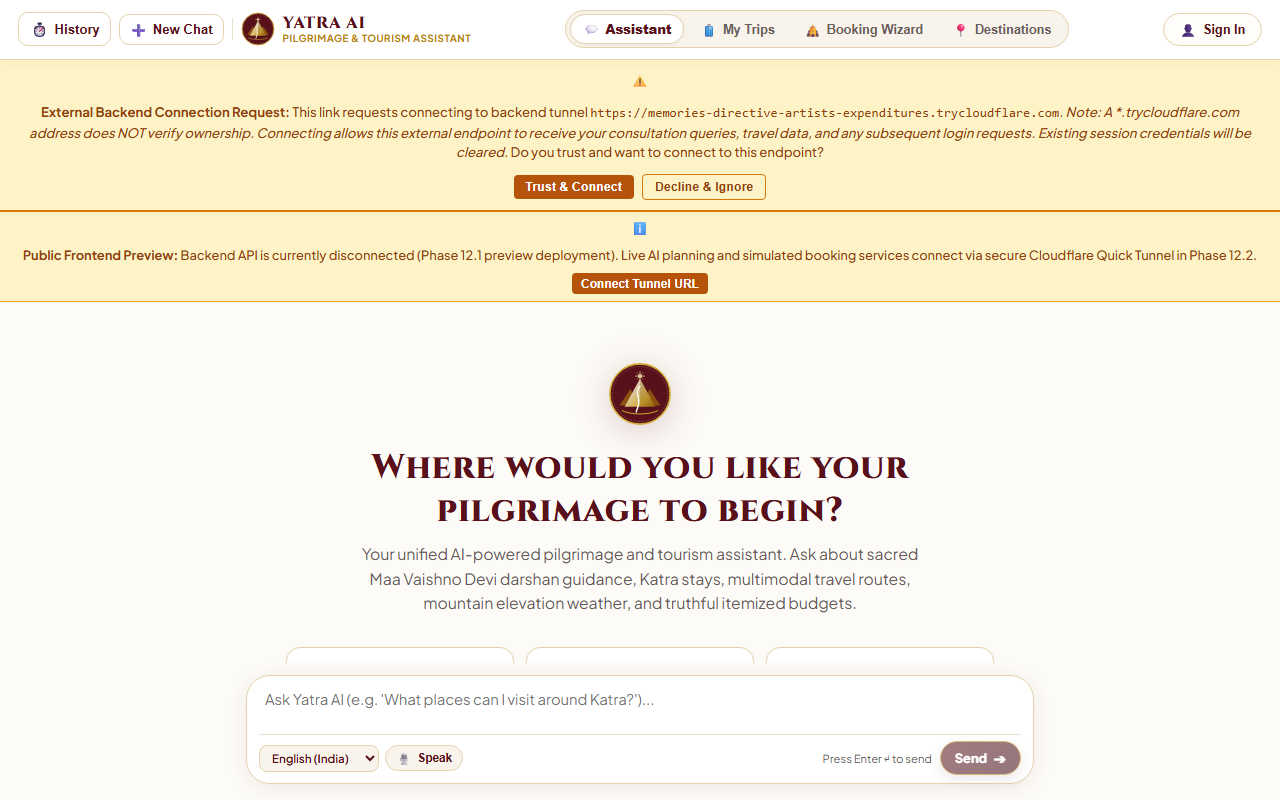 History
New Chat
YATRA AI
PILGRIMAGE & TOURISM ASSISTANT
Assistant
My Trips
Booking Wizard
Destinations
Sign In
External Backend Connection Request: This link requests connecting to backend tunnel https://memories-directive-artists-expenditures.trycloudflare.com. Note: A *.trycloudflare.com
address does NOT verify ownership. Connecting allows this external endpoint to receive your consultation queries, travel data, and any subsequent login requests. Existing session credentials will be
cleared. Do you trust and want to connect to this endpoint?
Trust & Connect
Decline & Ignore
Public Frontend Preview: Backend API is currently disconnected (Phase 12.1 preview deployment). Live AI planning and simulated booking services connect via secure Cloudflare Quick Tunnel in Phase 12.2.
Connect Tunnel URL
WHERE WOULD YOU LIKE YOUR
PILGRIMAGE TO BEGIN?
Your unified AI-powered pilgrimage and tourism assistant. Ask about sacred
Maa Vaishno Devi darshan guidance, Katra stays, multimodal travel routes,
mountain elevation weather, and truthful itemized budgets.
Ask Yatra AI (e.g. 'What places can I visit around Katra?')...
English (India)
Speak
Press Enter ↵ to send
Send ➔